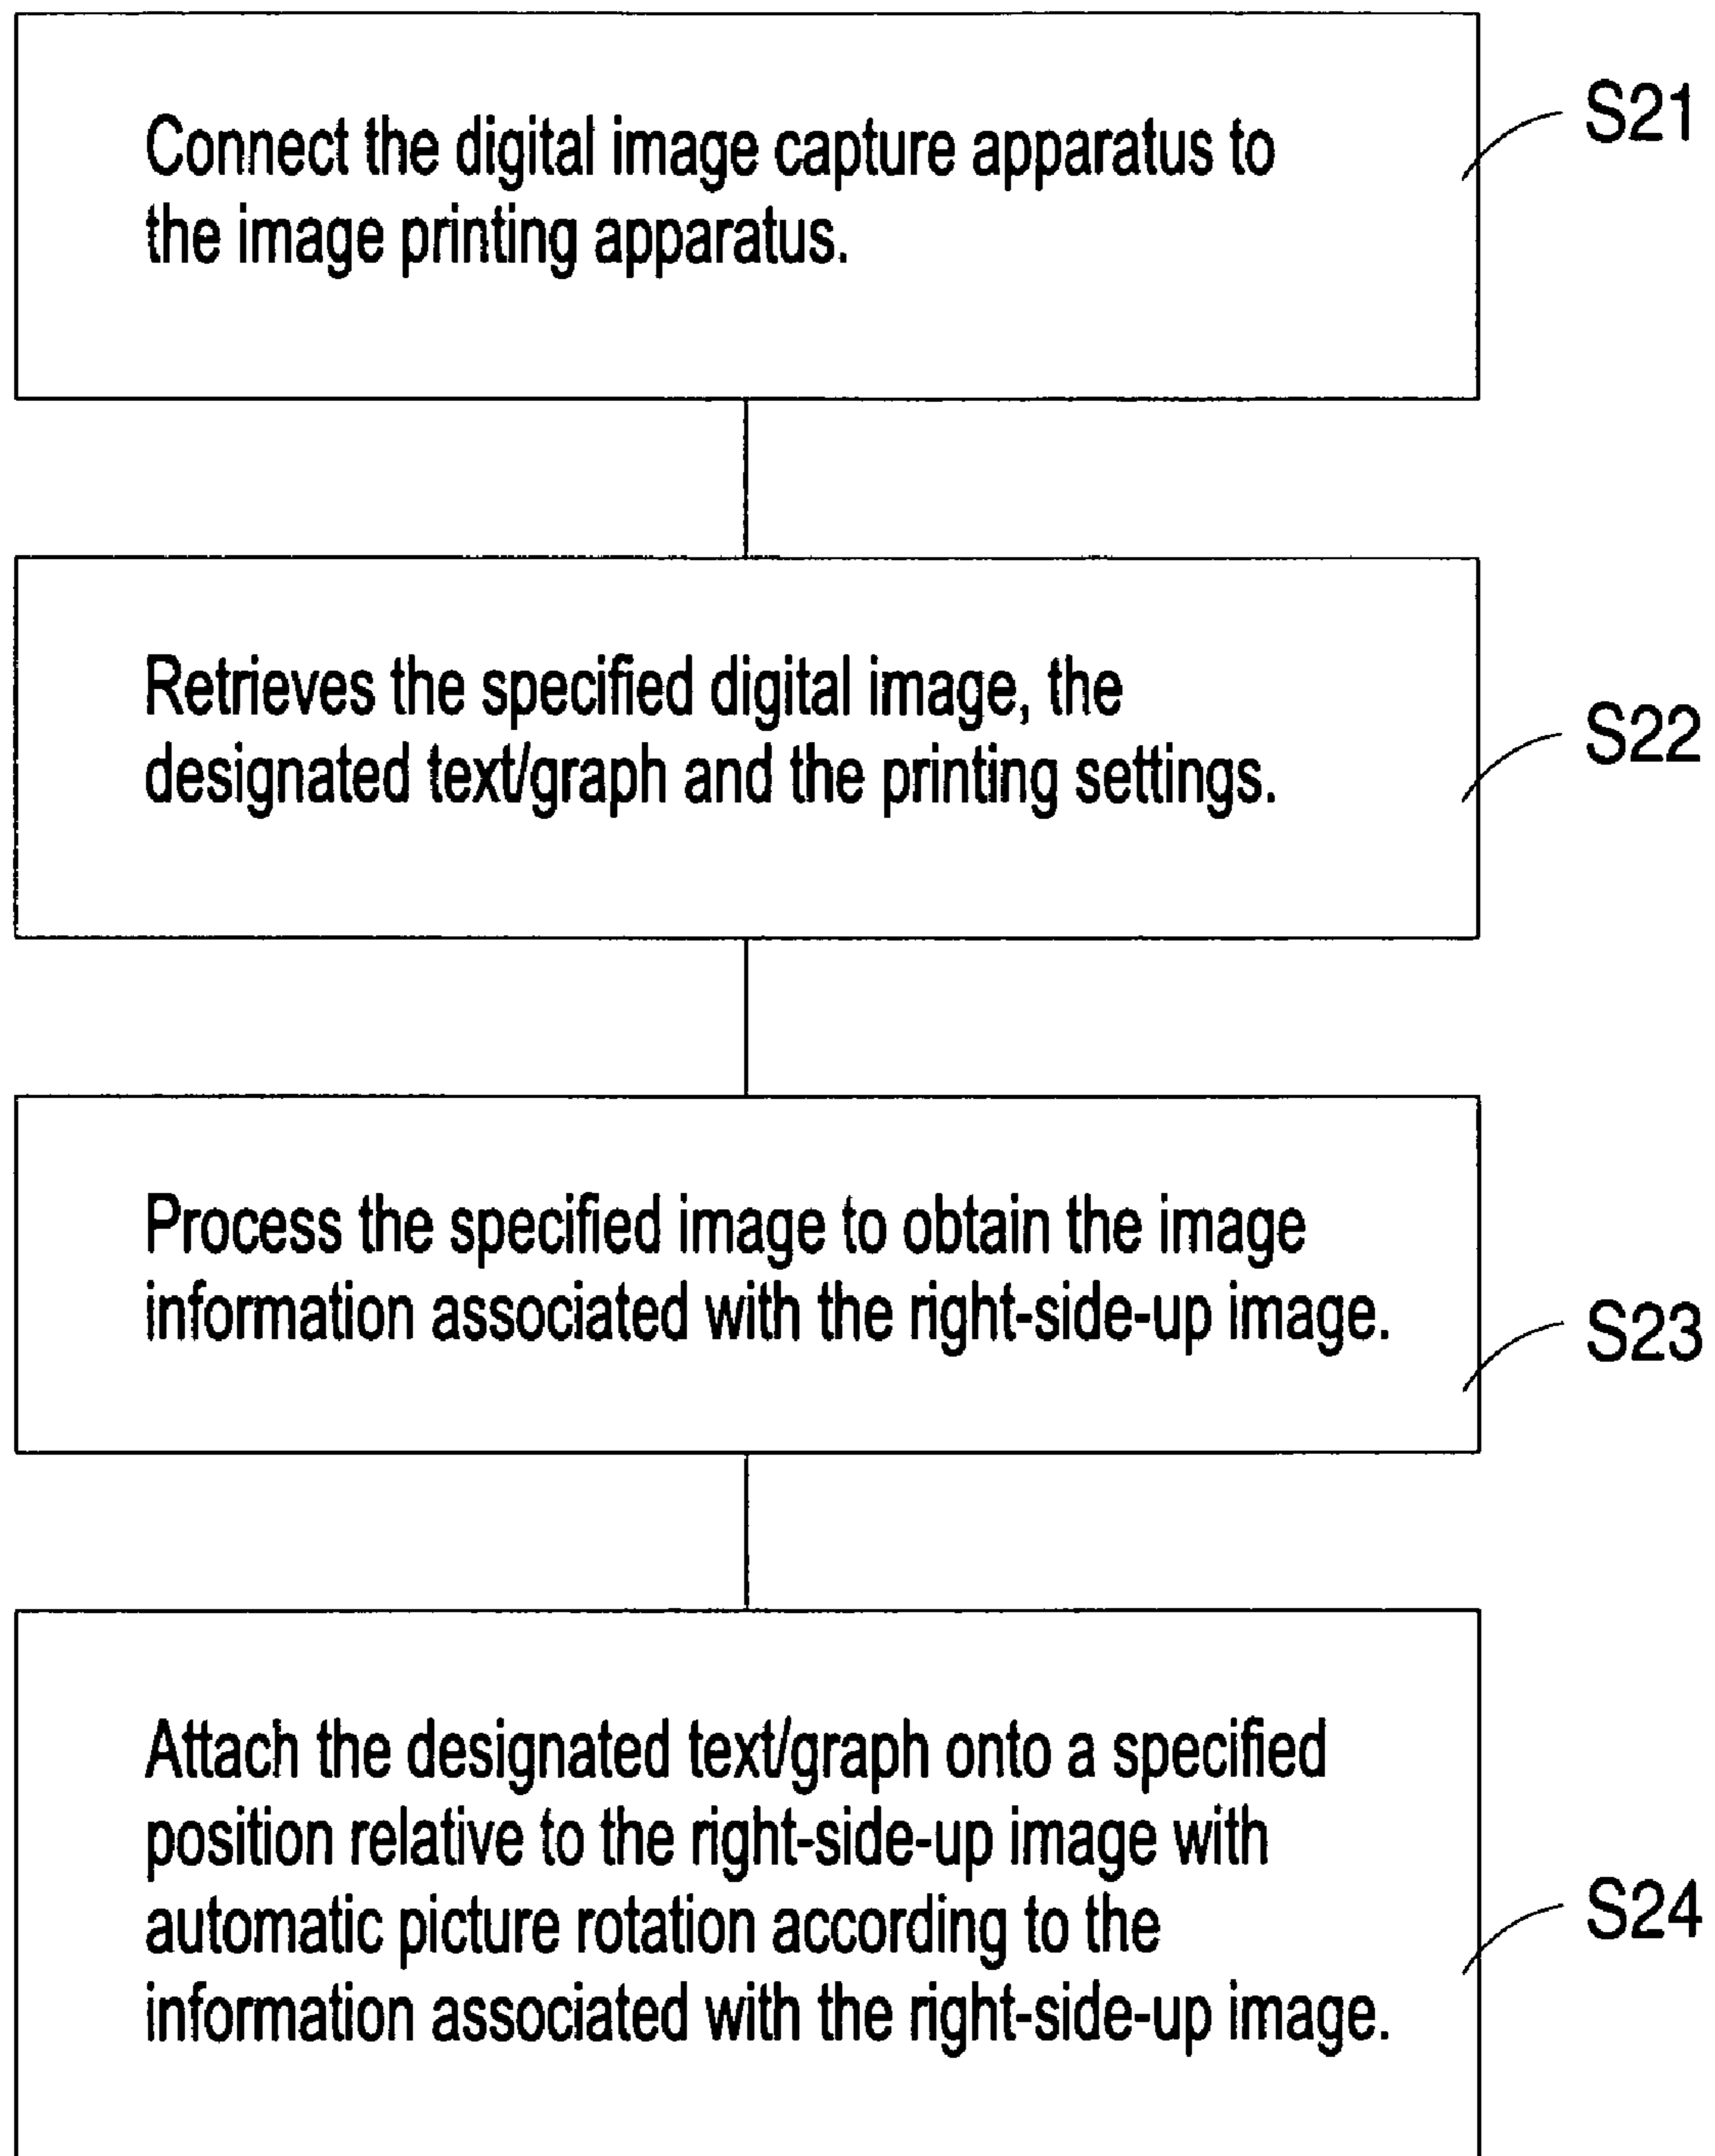 Connect the digital image capture apparatus to
the image printing apparatus.
S21
Retrieves the specified digital image, the
designated text/graph and the printing settings.
S22
Process the specified image to obtain the image
information associated with the right-side-up image.
S23
Attach the designated text/graph onto a specified
position relative to the right-side-up image with
automatic picture rotation according to the
information associated with the right-side-up image.
S24